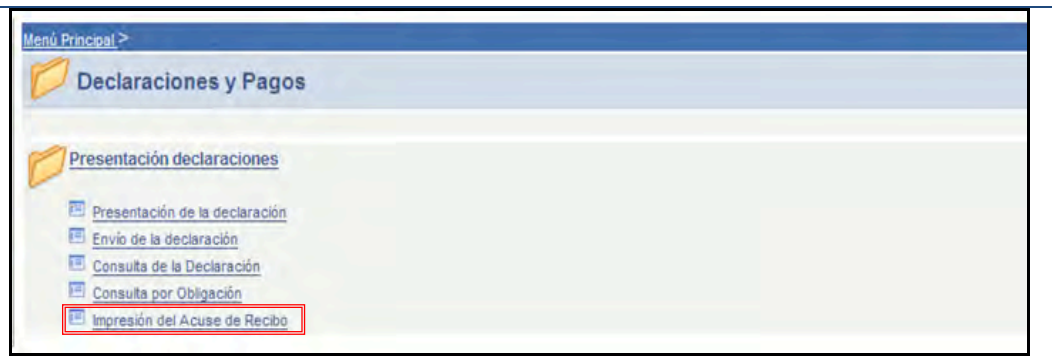 Menú Principal >
Declaraciones y Pagos
Presentación declaraciones
Presentación de la declaración
Envío de la declaración
Consulta de la Declaración
Consulta por Obligación
Impresión del Acuse de Recibo